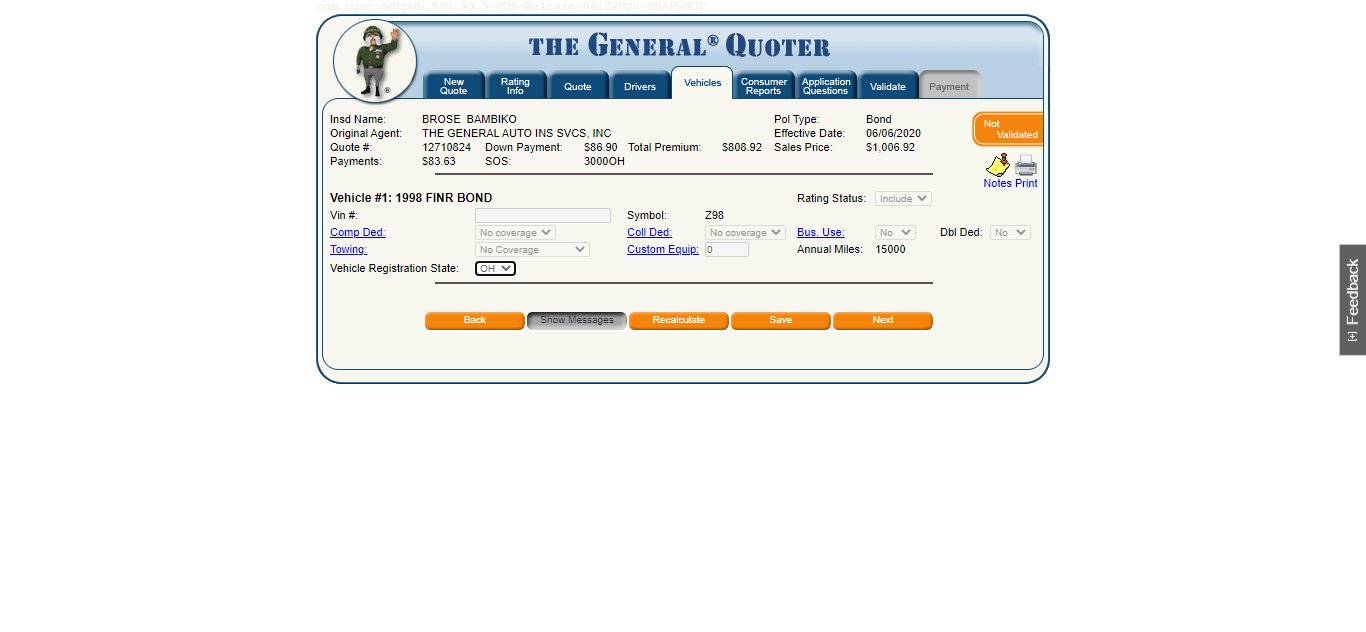 com.pgac:netpub:999.99.9-POS-Release-06102020-SNAPSHOT
THE GENERAL® QUOTER
New Quote
Rating Info
Quote
Drivers
Vehicles
Consumer Reports
Application Questions
Validate
Payment
®
Insd Name: BROSE BAMBIKO Pol Type: Bond
Original Agent: THE GENERAL AUTO INS SVCS, INC Effective Date: 06/06/2020
Quote #: 12710824 Down Payment: $86.90 Total Premium: $808.92 Sales Price: $1,006.92
Payments: $83.63 SOS: 3000OH
Not Validated
Notes Print
Vehicle #1: 1998 FINR BOND Rating Status: Include
Vin #: Symbol: Z98
Comp Ded: No coverage Coll Ded: No coverage Bus. Use: No Dbl Ded: No
Towing: No Coverage Custom Equip: 0 Annual Miles: 15000
Vehicle Registration State: OH
Back Show Messages Recalculate Save Next
[+] Feedback